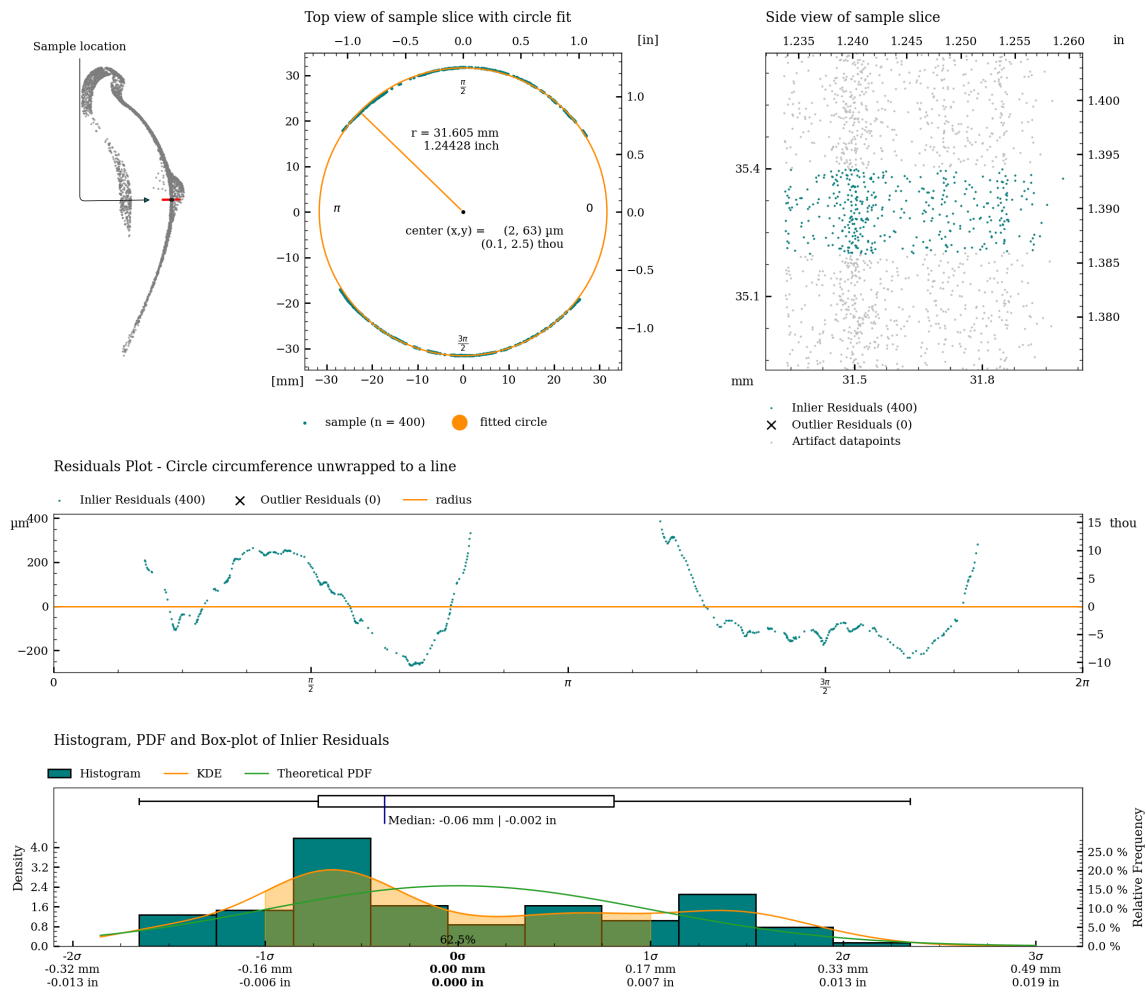 Sample location
Top view of sample slice with circle fit
−1.0 −0.5 0.0 0.5 1.0 [in]
30
20
10
0
−10
−20
−30
1.0
0.5
0.0
−0.5
−1.0
π/2
r = 31.605 mm
1.24428 inch
π
0
center (x,y) = (2, 63) µm
(0.1, 2.5) thou
3π/2
[mm] −30 −20 −10 0 10 20 30
sample (n = 400) fitted circle
Side view of sample slice
1.235 1.240 1.245 1.250 1.255 1.260 in
35.4
35.1
1.400
1.395
1.390
1.385
1.380
mm 31.5 31.8
Inlier Residuals (400)
Outlier Residuals (0)
Artifact datapoints
Residuals Plot - Circle circumference unwrapped to a line
Inlier Residuals (400) Outlier Residuals (0) radius
µm
400
200
0
−200
15 thou
10
5
0
−5
−10
0 π/2 π 3π/2 2π
Histogram, PDF and Box-plot of Inlier Residuals
Histogram KDE Theoretical PDF
Median: -0.06 mm | -0.002 in
Density
4.0
3.2
2.4
1.6
0.8
0.0
Relative Frequency
25.0 %
20.0 %
15.0 %
10.0 %
5.0 %
0.0 %
62.5%
-2σ -1σ 0σ 1σ 2σ 3σ
-0.32 mm -0.16 mm 0.00 mm 0.17 mm 0.33 mm 0.49 mm
-0.013 in -0.006 in 0.000 in 0.007 in 0.013 in 0.019 in